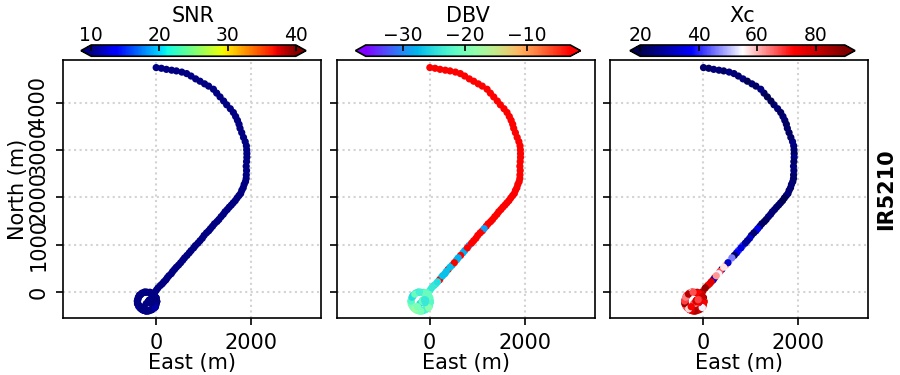 SNR
10 20 30 40
DBV
−30 −20 −10
Xc
20 40 60 80
North (m)
4000
3000
2000
1000
0
0 2000
East (m)
0 2000
East (m)
0 2000
East (m)
IR5210